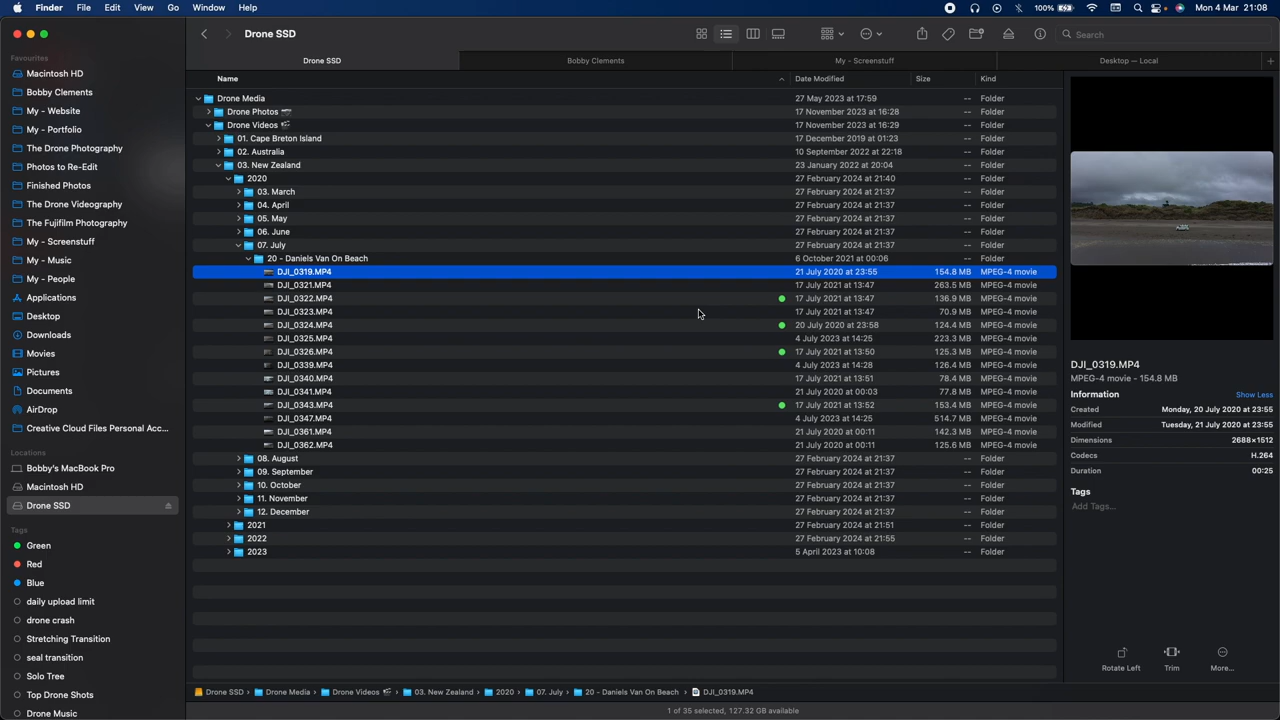 Finder File Edit View Go Window Help 100% Mon 4 Mar 21:08
Drone SSD Search
Drone SSD Bobby Clements My - Screenstuff Desktop — Local
Favourites
Macintosh HD
Bobby Clements
My - Website
My - Portfolio
The Drone Photography
Photos to Re-Edit
Finished Photos
The Drone Videography
The Fujifilm Photography
My - Screenstuff
My - Music
My - People
Applications
Desktop
Downloads
Movies
Pictures
Documents
AirDrop
Creative Cloud Files Personal Acc...
Locations
Bobby's MacBook Pro
Macintosh HD
Drone SSD
Tags
Green
Red
Blue
daily upload limit
drone crash
Stretching Transition
seal transition
Solo Tree
Top Drone Shots
Drone Music
Name Date Modified Size Kind
Drone Media 27 May 2023 at 17:59 -- Folder
Drone Photos 17 November 2023 at 16:28 -- Folder
Drone Videos 17 November 2023 at 16:29 -- Folder
01. Cape Breton Island 17 December 2019 at 01:23 -- Folder
02. Australia 10 September 2022 at 22:18 -- Folder
03. New Zealand 23 January 2022 at 20:04 -- Folder
2020 27 February 2024 at 21:40 -- Folder
03. March 27 February 2024 at 21:37 -- Folder
04. April 27 February 2024 at 21:37 -- Folder
05. May 27 February 2024 at 21:37 -- Folder
06. June 27 February 2024 at 21:37 -- Folder
07. July 27 February 2024 at 21:37 -- Folder
20 - Daniels Van On Beach 6 October 2021 at 00:06 -- Folder
DJI_0319.MP4 21 July 2020 at 23:55 154.8 MB MPEG-4 movie
DJI_0321.MP4 17 July 2021 at 13:47 263.5 MB MPEG-4 movie
DJI_0322.MP4 17 July 2021 at 13:47 136.9 MB MPEG-4 movie
DJI_0323.MP4 17 July 2021 at 13:47 70.9 MB MPEG-4 movie
DJI_0324.MP4 20 July 2020 at 23:58 124.4 MB MPEG-4 movie
DJI_0325.MP4 4 July 2023 at 14:25 223.3 MB MPEG-4 movie
DJI_0326.MP4 17 July 2021 at 13:50 125.3 MB MPEG-4 movie
DJI_0339.MP4 4 July 2023 at 14:28 126.4 MB MPEG-4 movie
DJI_0340.MP4 17 July 2021 at 13:51 78.4 MB MPEG-4 movie
DJI_0341.MP4 21 July 2020 at 00:03 77.8 MB MPEG-4 movie
DJI_0343.MP4 17 July 2021 at 13:52 153.4 MB MPEG-4 movie
DJI_0347.MP4 4 July 2023 at 14:25 514.7 MB MPEG-4 movie
DJI_0361.MP4 21 July 2020 at 00:11 142.3 MB MPEG-4 movie
DJI_0362.MP4 21 July 2020 at 00:11 125.6 MB MPEG-4 movie
08. August 27 February 2024 at 21:37 -- Folder
09. September 27 February 2024 at 21:37 -- Folder
10. October 27 February 2024 at 21:37 -- Folder
11. November 27 February 2024 at 21:37 -- Folder
12. December 27 February 2024 at 21:37 -- Folder
2021 27 February 2024 at 21:51 -- Folder
2022 27 February 2024 at 21:55 -- Folder
2023 5 April 2023 at 10:08 -- Folder
DJI_0319.MP4
MPEG-4 movie - 154.8 MB
Information Show Less
Created Monday, 20 July 2020 at 23:55
Modified Tuesday, 21 July 2020 at 23:55
Dimensions 2688×1512
Codecs H.264
Duration 00:25
Tags
Add Tags...
Rotate Left Trim More...
Drone SSD › Drone Media › Drone Videos › 03. New Zealand › 2020 › 07. July › 20 - Daniels Van On Beach › DJI_0319.MP4
1 of 35 selected, 127.32 GB available